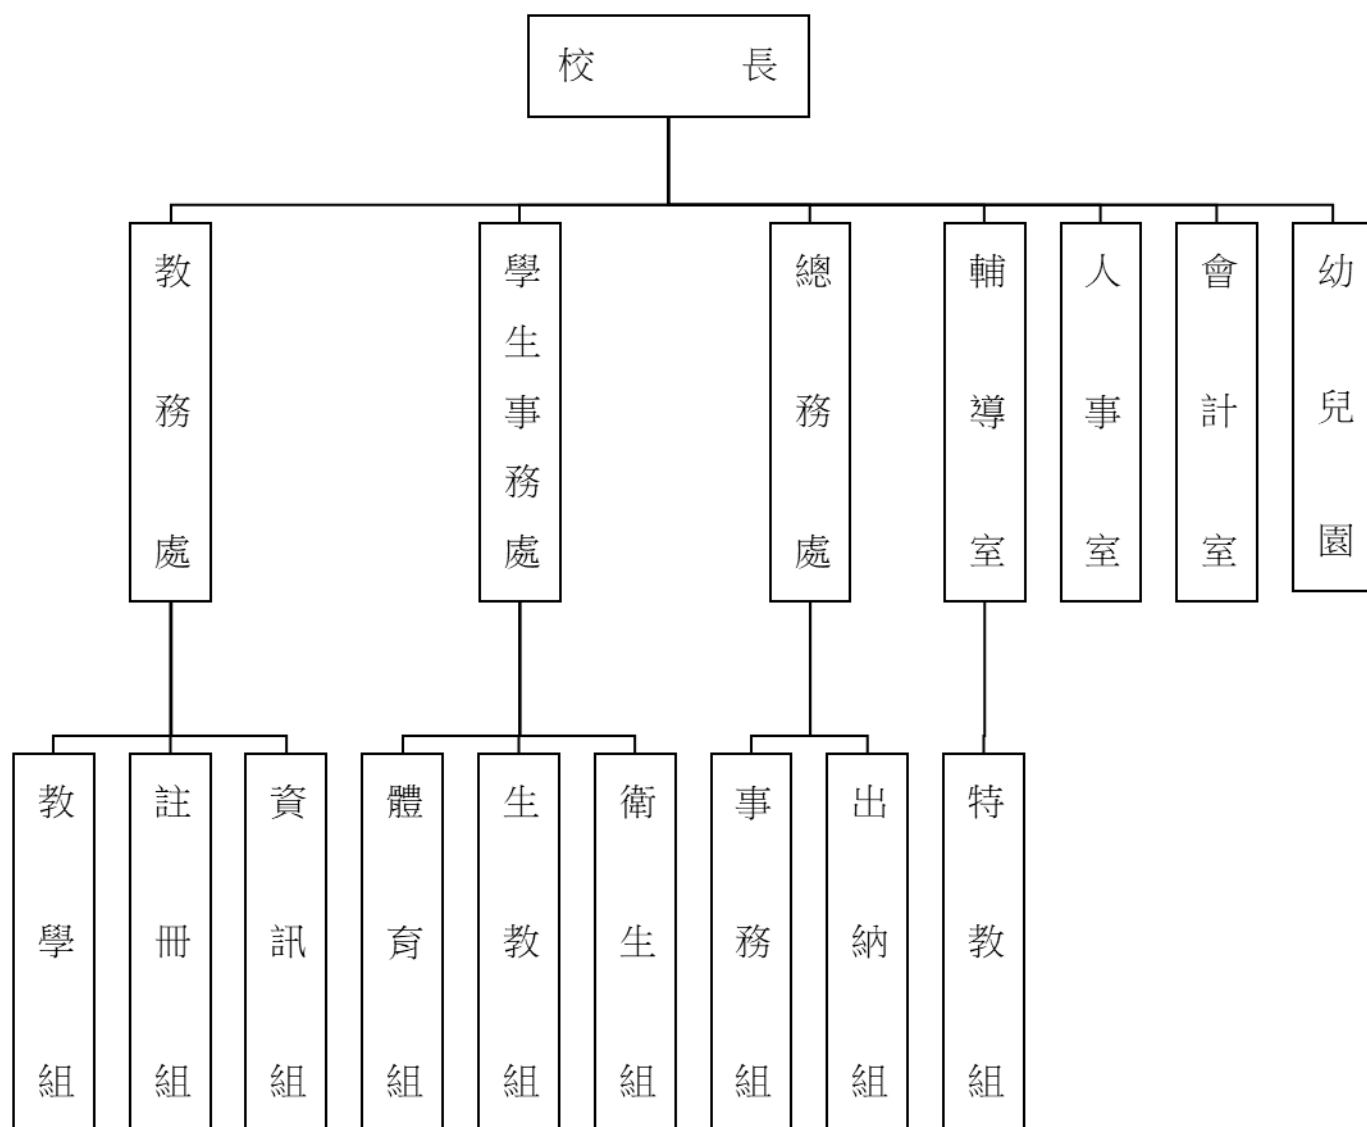 校長
教務處
學生事務處
總務處
輔導室
人事室
會計室
幼兒園
教學組
註冊組
資訊組
體育組
生教組
衛生組
事務組
出納組
特教組